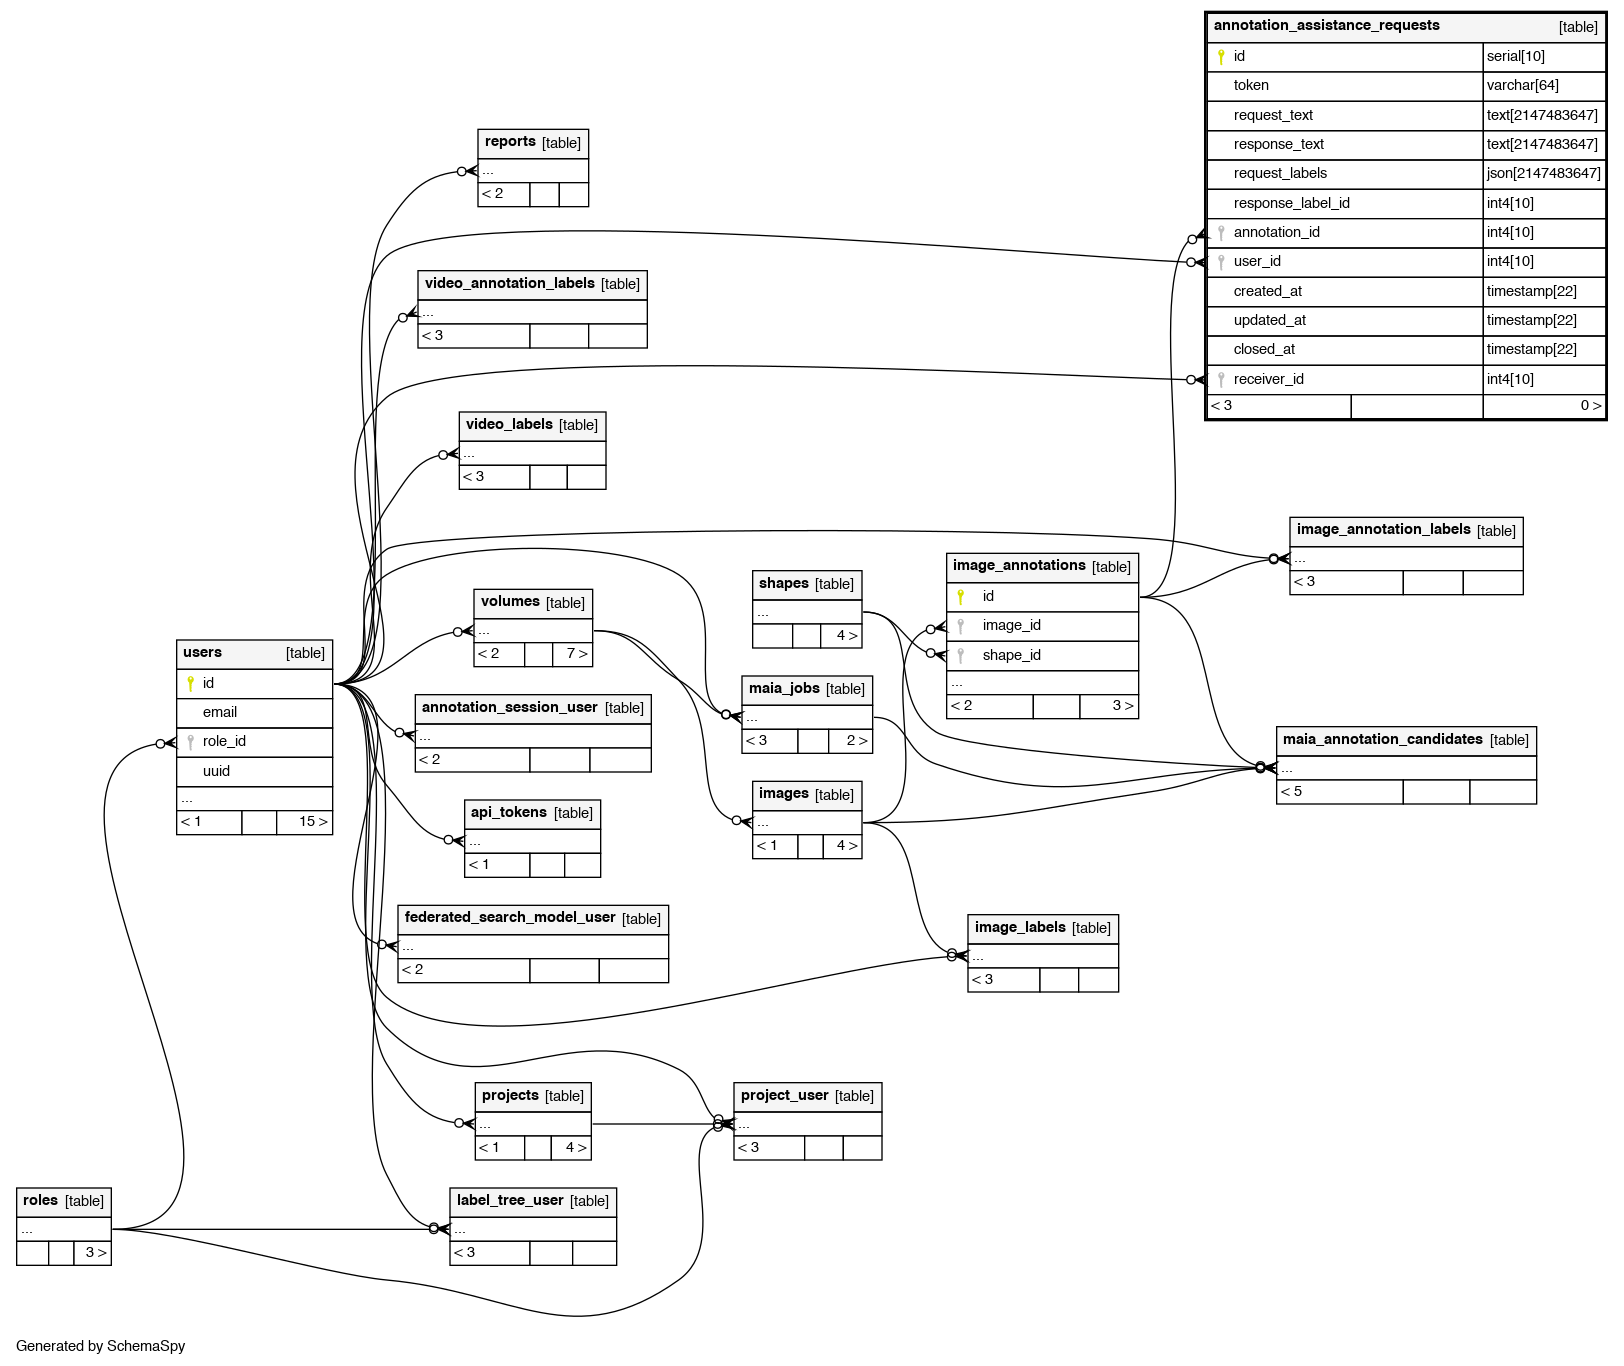 annotation_assistance_requests [table]
id serial[10]
token varchar[64]
request_text text[2147483647]
response_text text[2147483647]
request_labels json[2147483647]
response_label_id int4[10]
annotation_id int4[10]
user_id int4[10]
created_at timestamp[22]
updated_at timestamp[22]
closed_at timestamp[22]
receiver_id int4[10]
< 3 0 >
reports [table]
...
< 2
video_annotation_labels [table]
...
< 3
video_labels [table]
...
< 3
image_annotation_labels [table]
...
< 3
image_annotations [table]
id
image_id
shape_id
...
< 2 3 >
shapes [table]
...
4 >
volumes [table]
...
< 2 7 >
users [table]
id
email
role_id
uuid
...
< 1 15 >
maia_jobs [table]
...
< 3 2 >
annotation_session_user [table]
...
< 2
maia_annotation_candidates [table]
...
< 5
images [table]
...
< 1 4 >
api_tokens [table]
...
< 1
federated_search_model_user [table]
...
< 2
image_labels [table]
...
< 3
projects [table]
...
< 1 4 >
project_user [table]
...
< 3
roles [table]
...
3 >
label_tree_user [table]
...
< 3
Generated by SchemaSpy